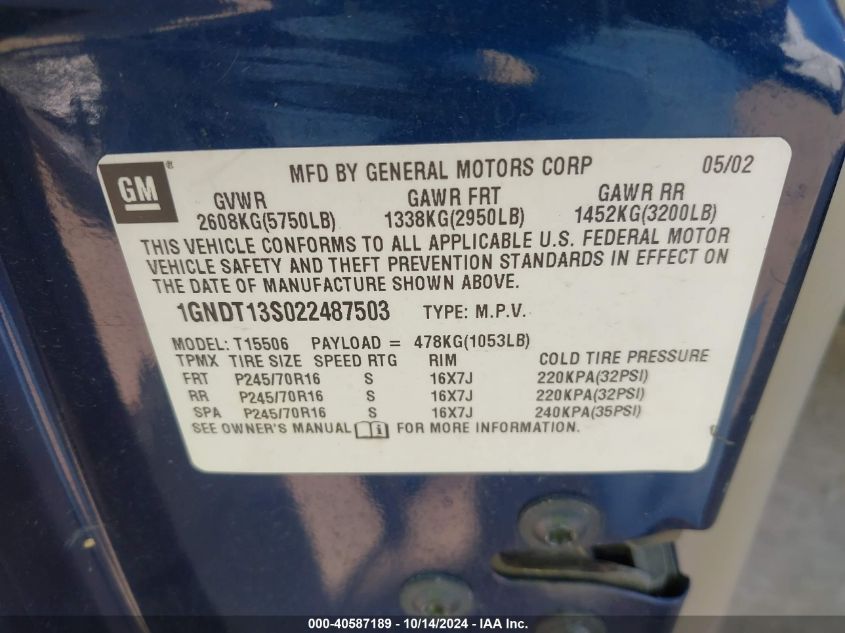 GM ® MFD BY GENERAL MOTORS CORP 05/02
GVWR GAWR FRT GAWR RR
2608KG(5750LB) 1338KG(2950LB) 1452KG(3200LB)
THIS VEHICLE CONFORMS TO ALL APPLICABLE U.S. FEDERAL MOTOR
VEHICLE SAFETY AND THEFT PREVENTION STANDARDS IN EFFECT ON
THE DATE OF MANUFACTURE SHOWN ABOVE.
1GNDT13S022487503 TYPE: M.P.V.
MODEL: T15506 PAYLOAD = 478KG(1053LB)
TPMX TIRE SIZE SPEED RTG RIM COLD TIRE PRESSURE
FRT P245/70R16 S 16X7J 220KPA(32PSI)
RR P245/70R16 S 16X7J 220KPA(32PSI)
SPA P245/70R16 S 16X7J 240KPA(35PSI)
SEE OWNER'S MANUAL FOR MORE INFORMATION.
000-40587189 - 10/14/2024 - IAA Inc.